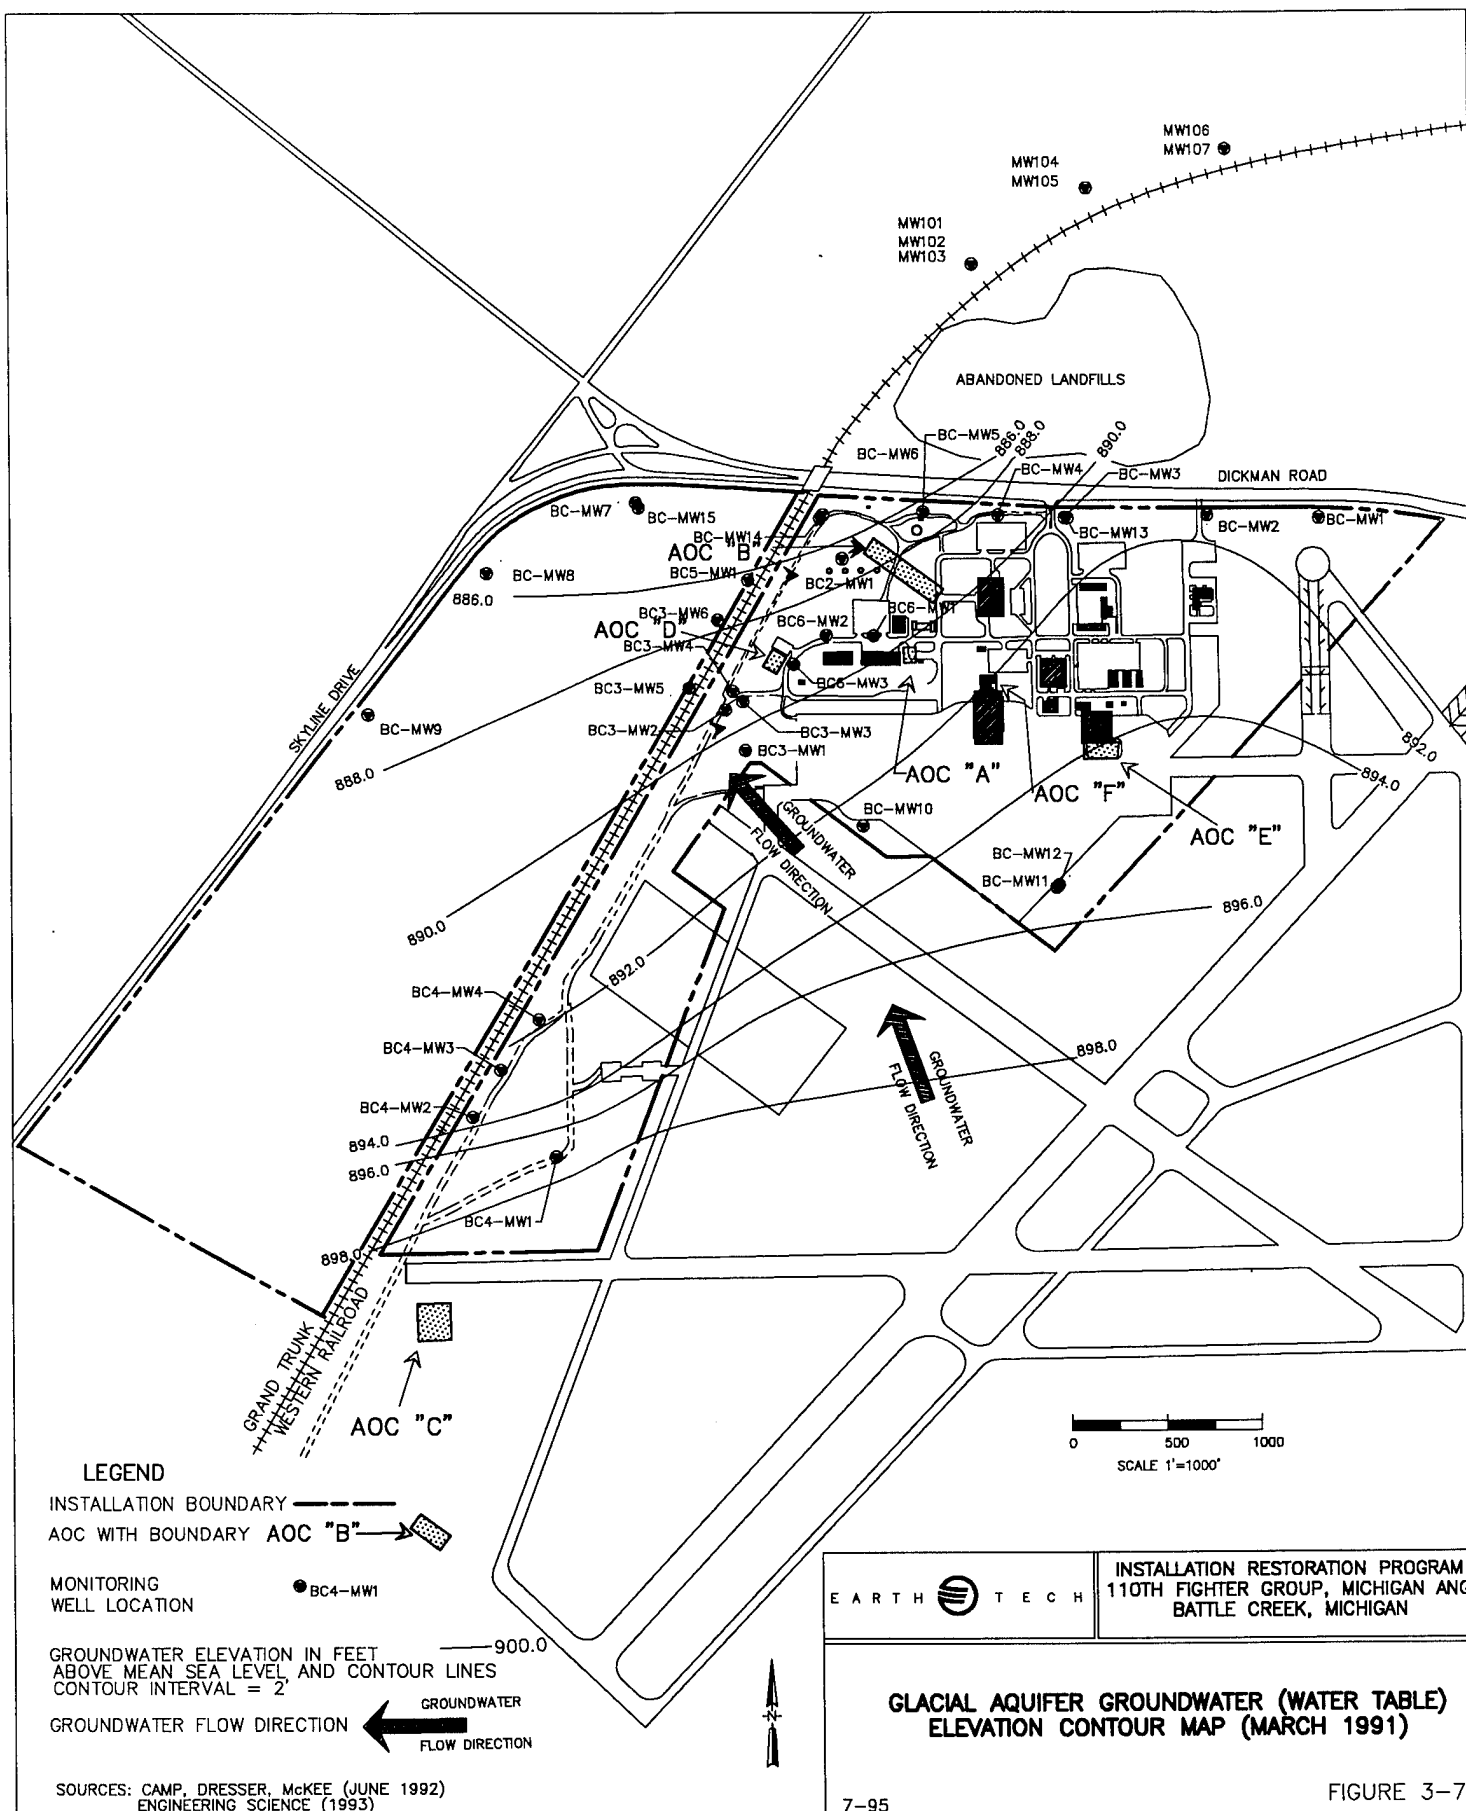 MW106
MW107
MW104
MW105
MW101
MW102
MW103
ABANDONED LANDFILLS
BC-MW5
886.0
888.0
890.0
BC-MW6
BC-MW4
BC-MW3
DICKMAN ROAD
BC-MW7
BC-MW15
BC-MW14
BC-MW13
BC-MW2
BC-MW1
AOC "B"
BC-MW8
BC5-MW1
BC2-MW1
886.0
BC3-MW6
BC6-MW2
BC6-MW1
AOC "D"
BC3-MW4
BC3-MW5
BC6-MW3
SKYLINE DRIVE
BC-MW9
BC3-MW2
BC3-MW3
BC3-MW1
892.0
888.0
AOC "A"
AOC "F"
894.0
GROUNDWATER
FLOW DIRECTION
BC-MW10
AOC "E"
BC-MW12
BC-MW11
896.0
890.0
892.0
BC4-MW4
BC4-MW3
898.0
GROUNDWATER
FLOW DIRECTION
BC4-MW2
894.0
896.0
BC4-MW1
898.0
GRAND TRUNK
WESTERN RAILROAD
AOC "C"
0 500 1000
SCALE 1"=1000'
LEGEND
INSTALLATION BOUNDARY
AOC WITH BOUNDARY AOC "B"
MONITORING
WELL LOCATION
BC4-MW1
GROUNDWATER ELEVATION IN FEET
ABOVE MEAN SEA LEVEL, AND CONTOUR LINES
CONTOUR INTERVAL = 2'
900.0
GROUNDWATER FLOW DIRECTION
GROUNDWATER
FLOW DIRECTION
SOURCES: CAMP, DRESSER, McKEE (JUNE 1992)
ENGINEERING SCIENCE (1993)
N
EARTH TECH
INSTALLATION RESTORATION PROGRAM
110TH FIGHTER GROUP, MICHIGAN ANG
BATTLE CREEK, MICHIGAN
GLACIAL AQUIFER GROUNDWATER (WATER TABLE)
ELEVATION CONTOUR MAP (MARCH 1991)
7-95
FIGURE 3-7